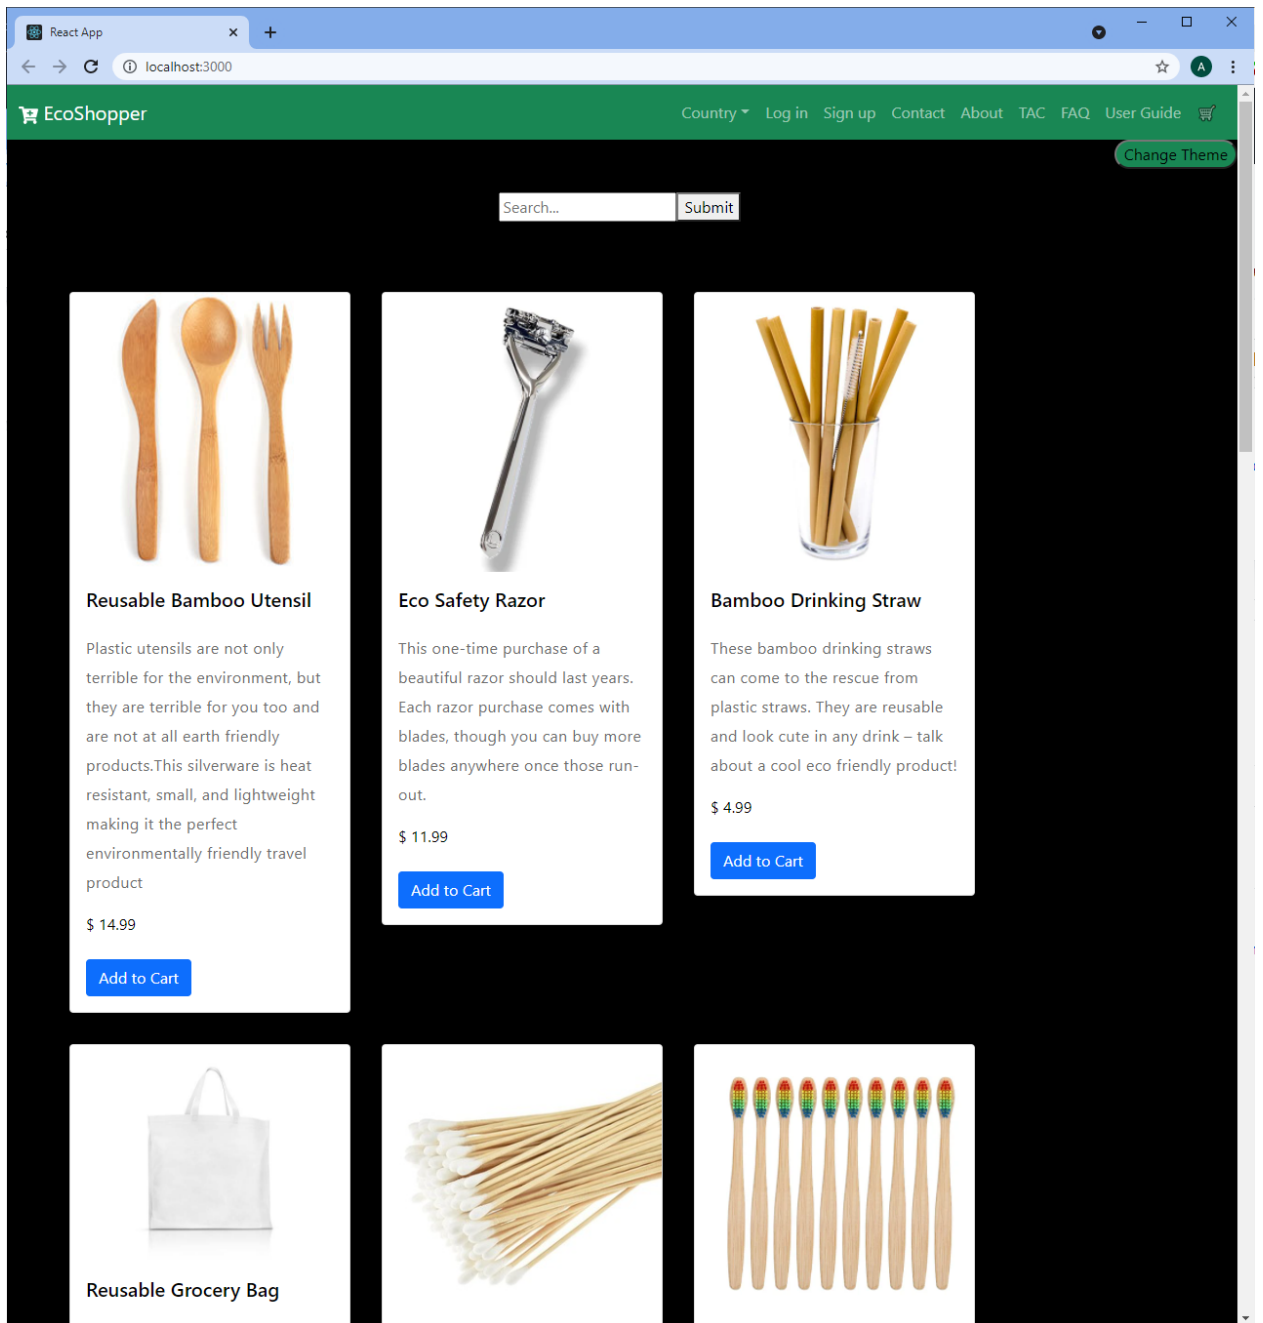 React App
localhost:3000
A
EcoShopper
Country Log in Sign up Contact About TAC FAQ User Guide
Change Theme
Search... Submit
Reusable Bamboo Utensil
Plastic utensils are not only
terrible for the environment, but
they are terrible for you too and
are not at all earth friendly
products.This silverware is heat
resistant, small, and lightweight
making it the perfect
environmentally friendly travel
product
$ 14.99
Add to Cart
Eco Safety Razor
This one-time purchase of a
beautiful razor should last years.
Each razor purchase comes with
blades, though you can buy more
blades anywhere once those run-
out.
$ 11.99
Add to Cart
Bamboo Drinking Straw
These bamboo drinking straws
can come to the rescue from
plastic straws. They are reusable
and look cute in any drink – talk
about a cool eco friendly product!
$ 4.99
Add to Cart
Reusable Grocery Bag